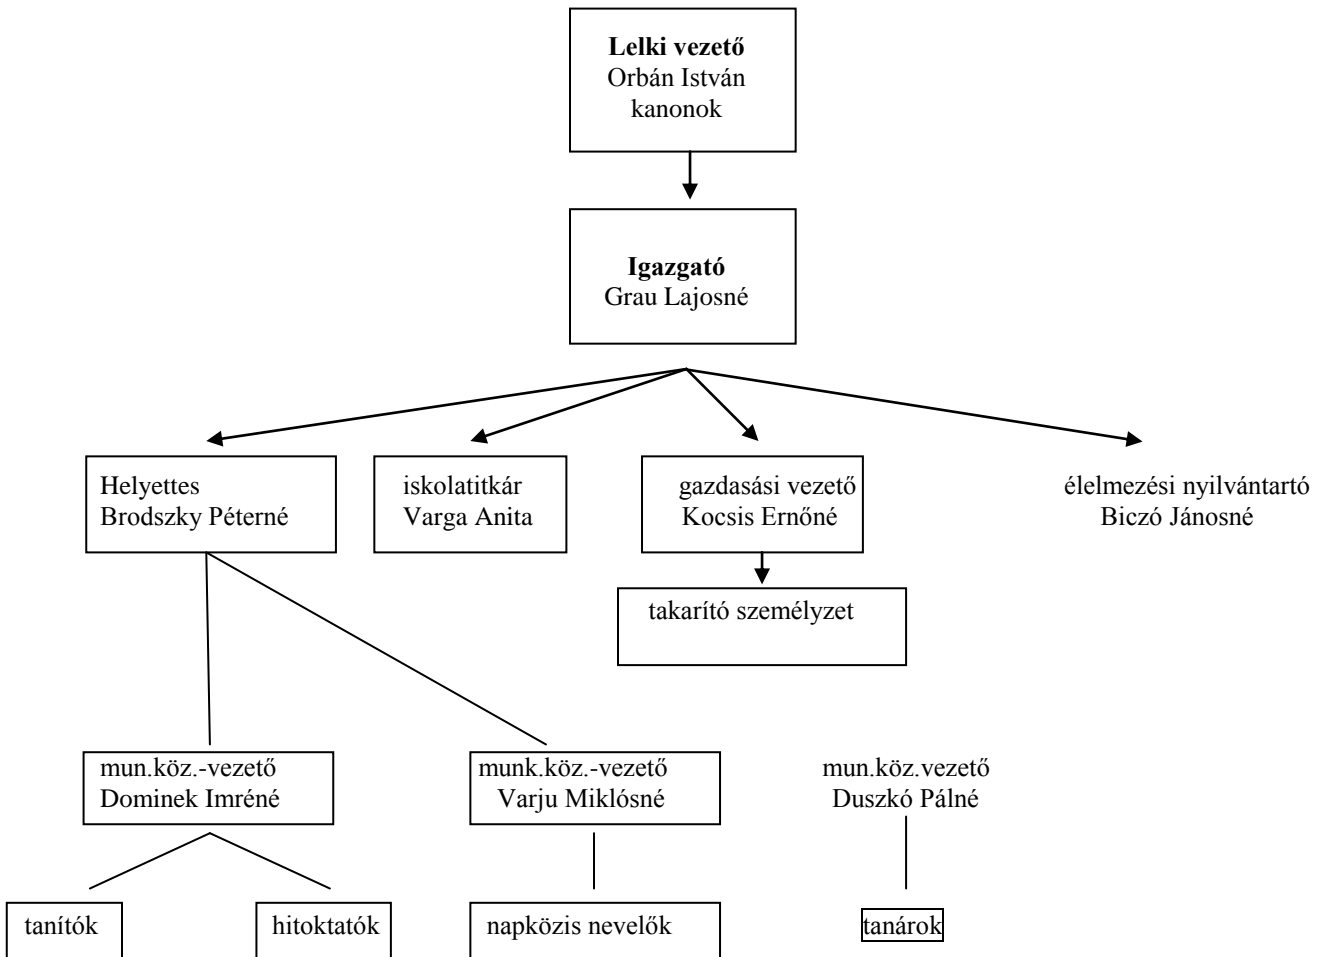 Lelki vezető
Orbán István
kanonok
Igazgató
Grau Lajosné
Helyettes
Brodszky Péterné
iskolatitkár
Varga Anita
gazdasási vezető
Kocsis Ernőné
élelmezési nyilvántartó
Biczó Jánosné
takarító személyzet
mun.köz.-vezető
Dominek Imréné
munk.köz.-vezető
Varju Miklósné
mun.köz.vezető
Duszkó Pálné
tanítók
hitoktatók
napközis nevelők
tanárok